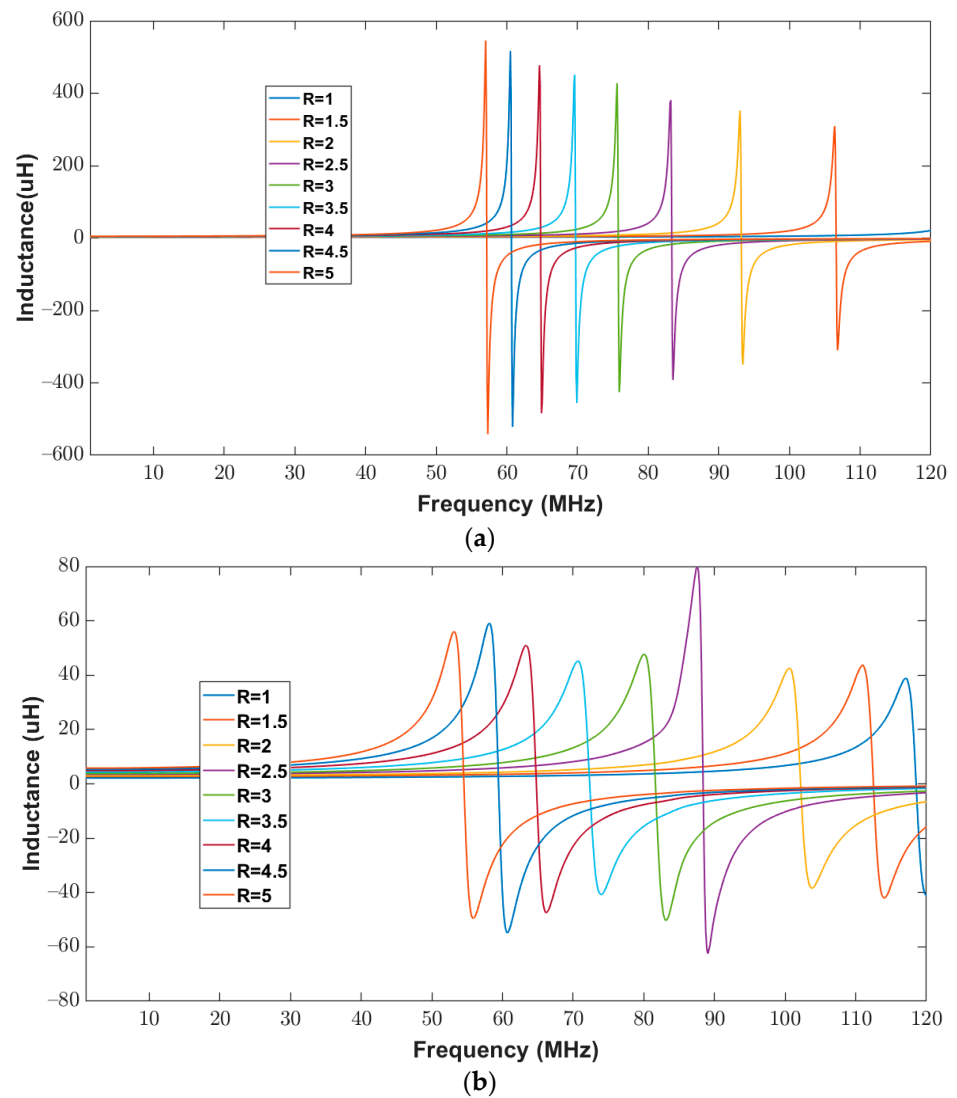 600
400
200
0
−200
−400
−600
Inductance(uH)
R=1
R=1.5
R=2
R=2.5
R=3
R=3.5
R=4
R=4.5
R=5
10 20 30 40 50 60 70 80 90 100 110 120
Frequency (MHz)
(a)
80
60
40
20
0
−20
−40
−60
−80
Inductance (uH)
R=1
R=1.5
R=2
R=2.5
R=3
R=3.5
R=4
R=4.5
R=5
10 20 30 40 50 60 70 80 90 100 110 120
Frequency (MHz)
(b)